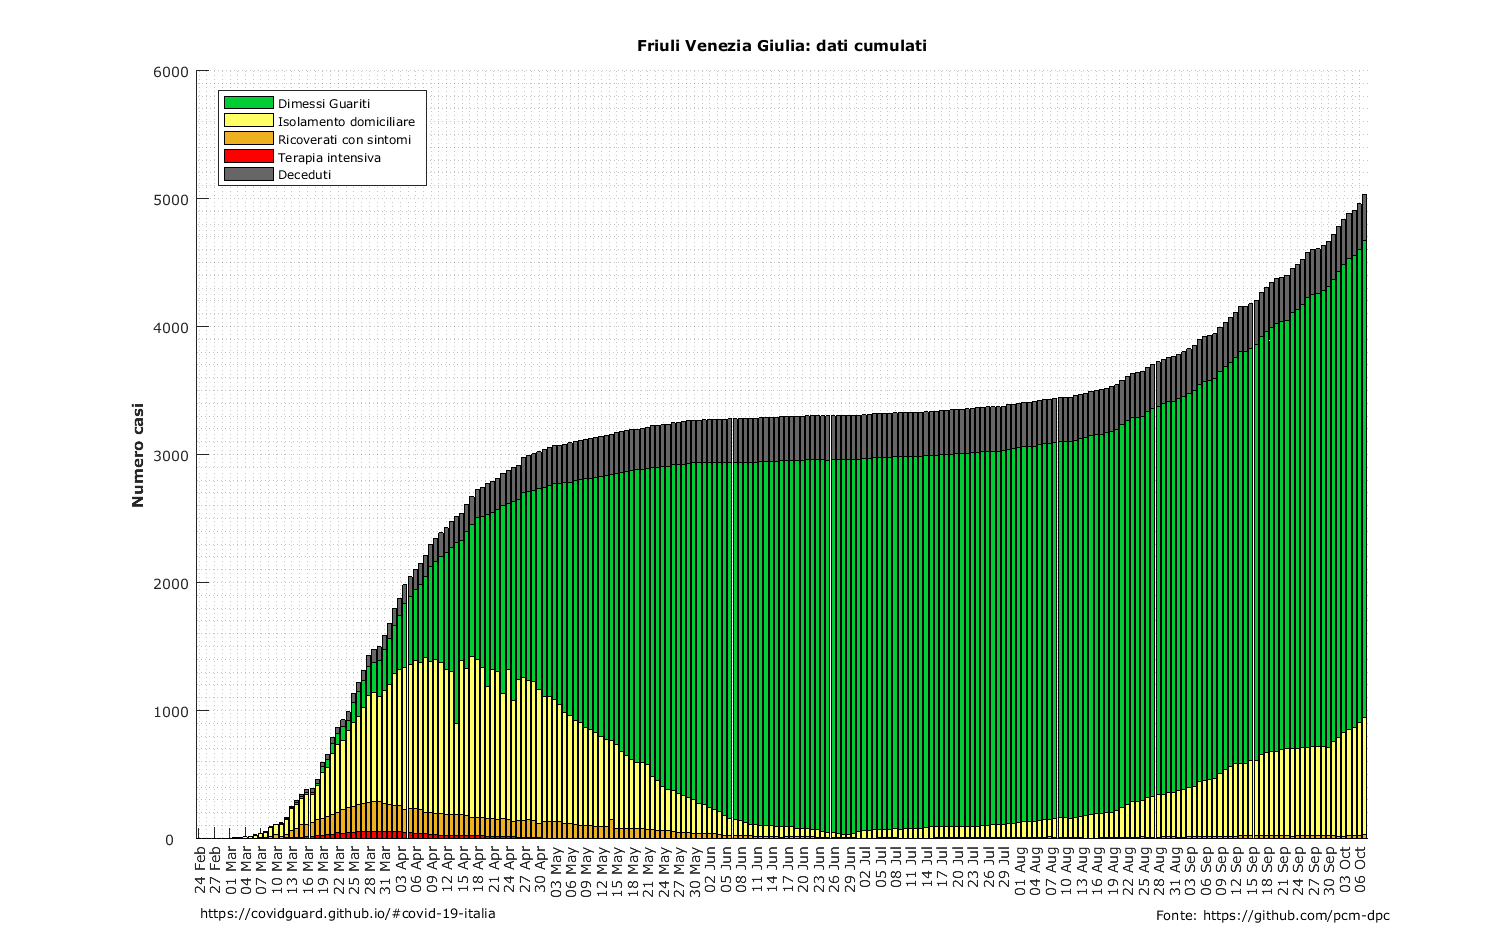 Friuli Venezia Giulia: dati cumulati
6000
5000
4000
3000
2000
1000
0
Numero casi
Dimessi Guariti
Isolamento domiciliare
Ricoverati con sintomi
Terapia intensiva
Deceduti
24 Feb
27 Feb
01 Mar
04 Mar
07 Mar
10 Mar
13 Mar
16 Mar
19 Mar
22 Mar
25 Mar
28 Mar
31 Mar
03 Apr
06 Apr
09 Apr
12 Apr
15 Apr
18 Apr
21 Apr
24 Apr
27 Apr
30 Apr
03 May
06 May
09 May
12 May
15 May
18 May
21 May
24 May
27 May
30 May
02 Jun
05 Jun
08 Jun
11 Jun
14 Jun
17 Jun
20 Jun
23 Jun
26 Jun
29 Jun
02 Jul
05 Jul
08 Jul
11 Jul
14 Jul
17 Jul
20 Jul
23 Jul
26 Jul
29 Jul
01 Aug
04 Aug
07 Aug
10 Aug
13 Aug
16 Aug
19 Aug
22 Aug
25 Aug
28 Aug
31 Aug
03 Sep
06 Sep
09 Sep
12 Sep
15 Sep
18 Sep
21 Sep
24 Sep
27 Sep
30 Sep
03 Oct
06 Oct
https://covidguard.github.io/#covid-19-italia
Fonte: https://github.com/pcm-dpc